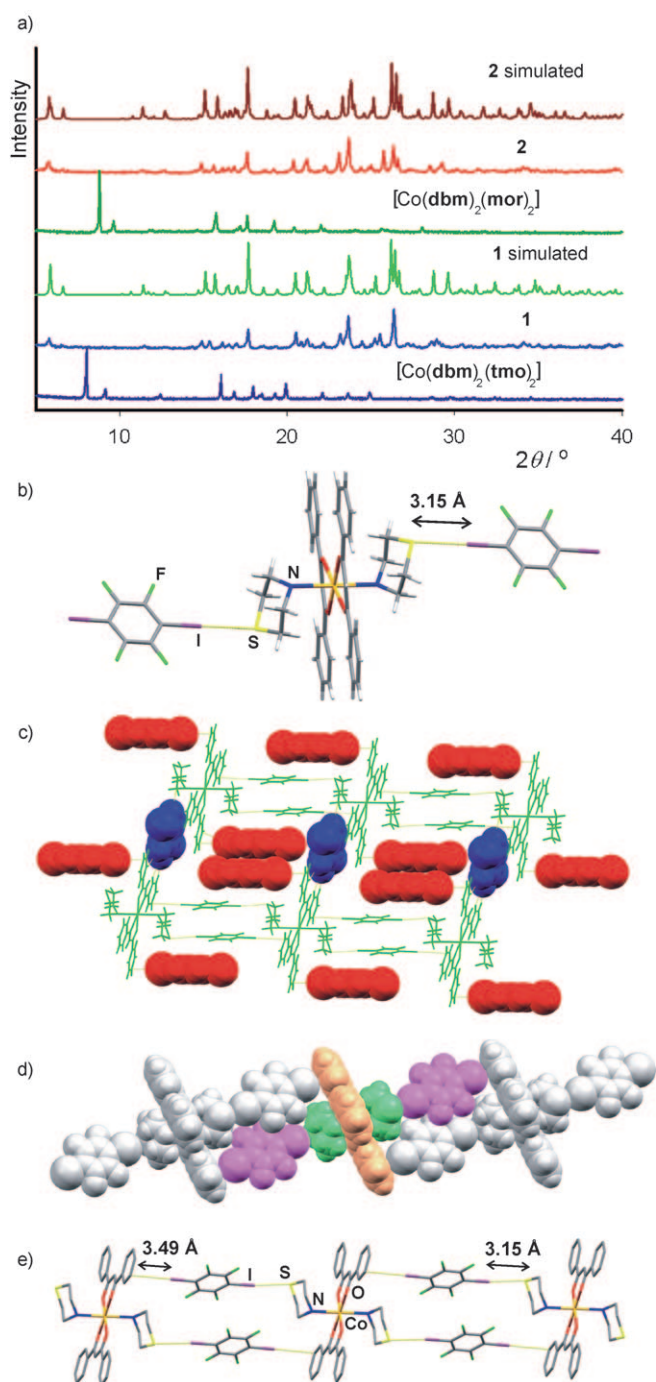 a)
Intensity
2 simulated
2
[Co(dbm)₂(mor)₂]
1 simulated
1
[Co(dbm)₂(tmo)₂]
10 20 30 40
2θ/ °
b)
3.15 Å
N
F
I
S
c)
d)
e)
3.49 Å
I
S
3.15 Å
N
O
Co